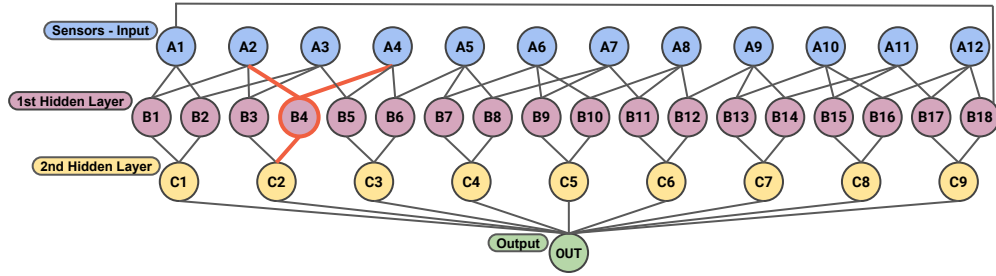 Sensors - Input
A1 A2 A3 A4 A5 A6 A7 A8 A9 A10 A11 A12
1st Hidden Layer
B1 B2 B3 B4 B5 B6 B7 B8 B9 B10 B11 B12 B13 B14 B15 B16 B17 B18
2nd Hidden Layer
C1 C2 C3 C4 C5 C6 C7 C8 C9
Output
OUT